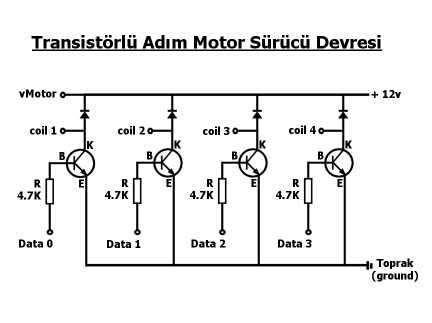 Transistörlü Adım Motor Sürücü Devresi
vMotor
+ 12v
coil 1
coil 2
coil 3
coil 4
K
K
K
K
B
B
B
B
E
E
E
E
R
4.7K
R
4.7K
R
4.7K
R
4.7K
Data 0
Data 1
Data 2
Data 3
Toprak
(ground)